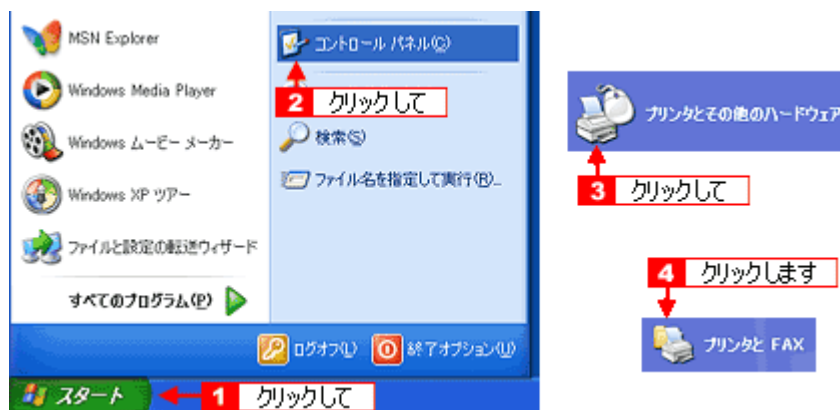 MSN Explorer
Windows Media Player
Windows ムービー メーカー
Windows XP ツアー
ファイルと設定の転送ウィザード
すべてのプログラム(P)
コントロール パネル(C)
2 クリックして
検索(S)
ファイル名を指定して実行(R)...
ログオフ(L)
終了オプション(U)
スタート
1 クリックして
プリンタとその他のハードウェア
3 クリックして
4 クリックします
プリンタと FAX